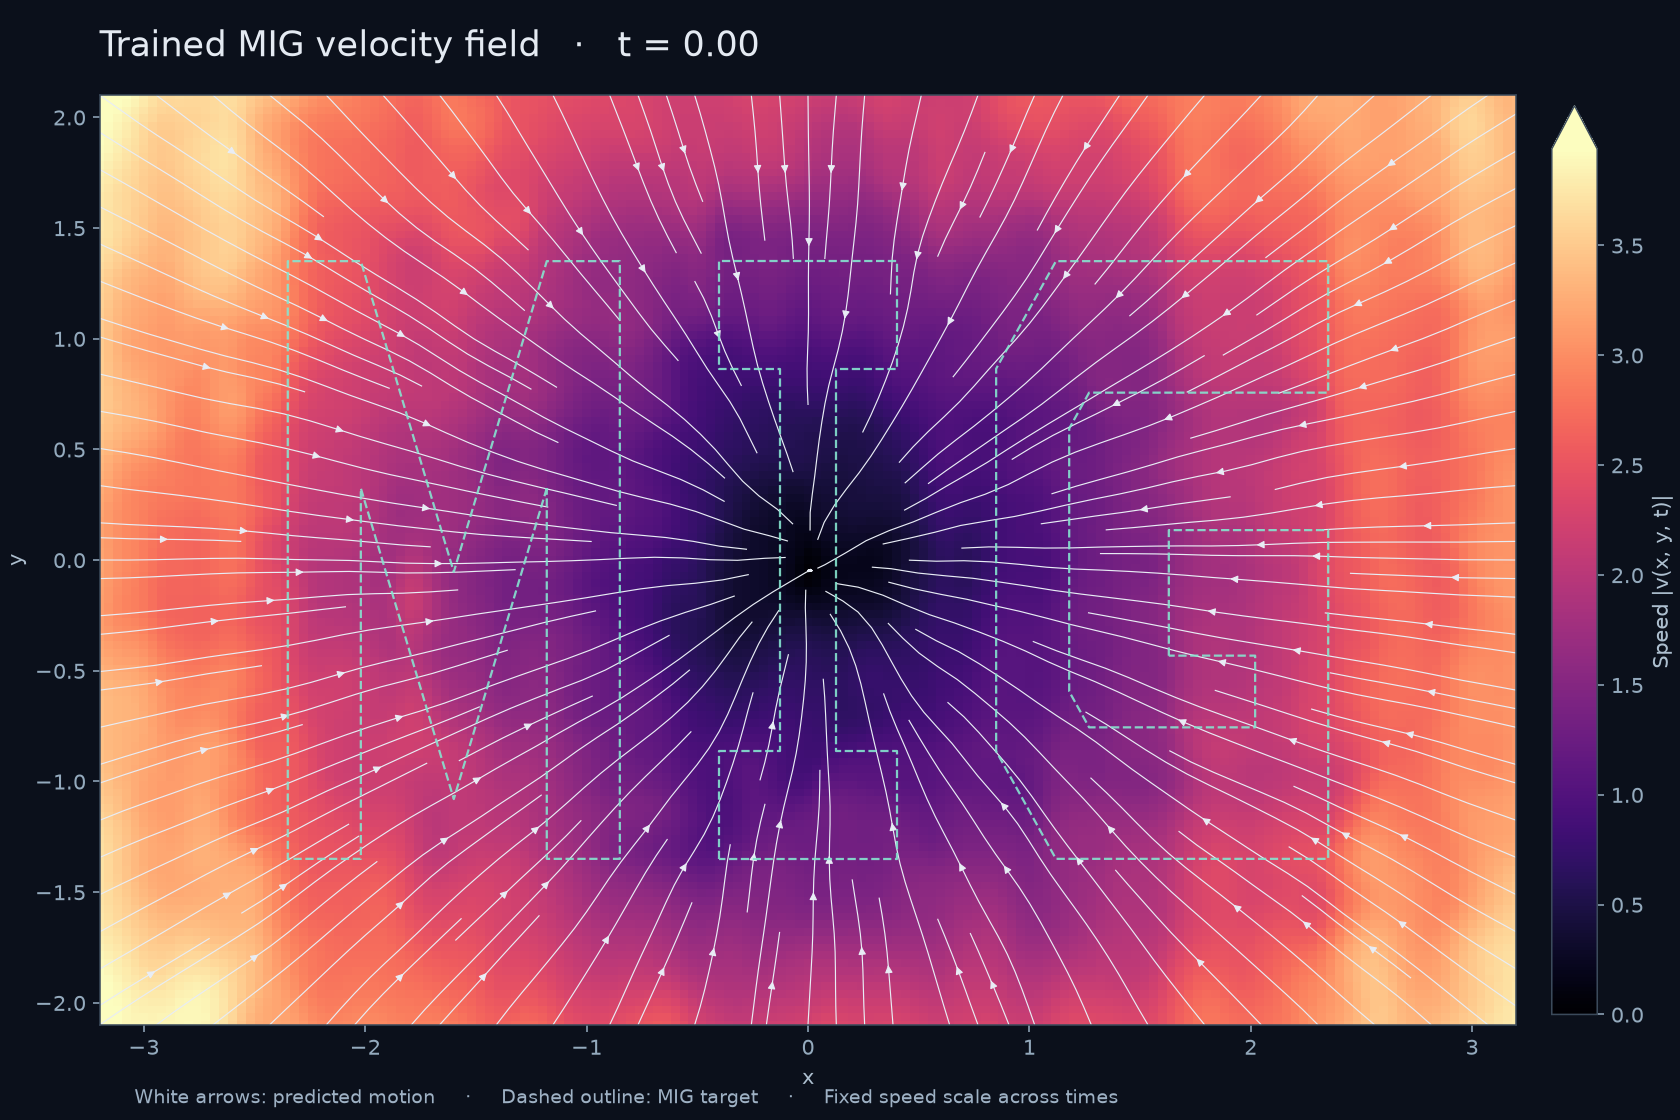 Trained MIG velocity field · t = 0.00
2.0
1.5
1.0
0.5
0.0
−0.5
−1.0
−1.5
−2.0
y
−3 −2 −1 0 1 2 3
x
3.5
3.0
2.5
2.0
1.5
1.0
0.5
0.0
Speed |v(x, y, t)|
White arrows: predicted motion · Dashed outline: MIG target · Fixed speed scale across times